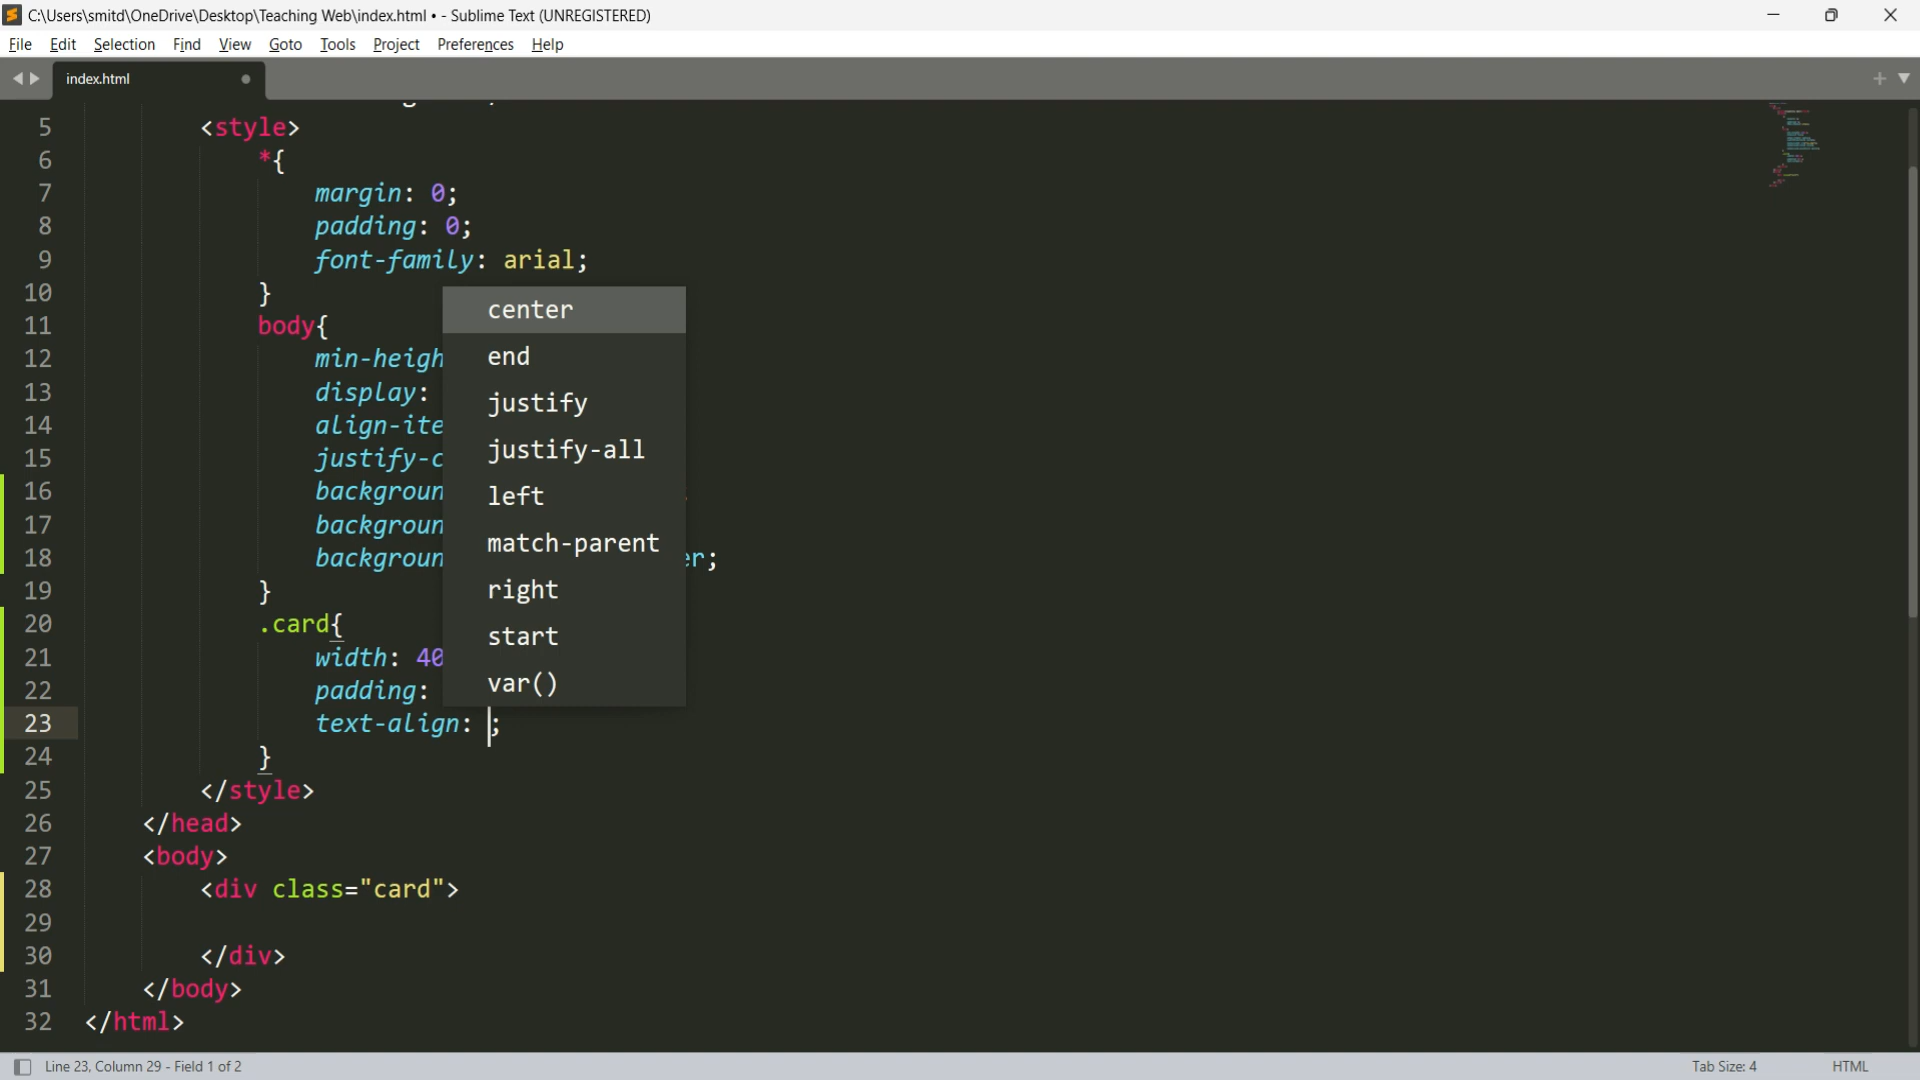 C:\Users\smitd\OneDrive\Desktop\Teaching Web\index.html • - Sublime Text (UNREGISTERED)
File Edit Selection Find View Goto Tools Project Preferences Help
index.html
5 <style>
6 *{
7 margin: 0;
8 padding: 0;
9 font-family: arial;
10 }
11 body{
12 min-heigh
13 display:
14 align-ite
15 justify-c
16 backgroun
17 backgroun
18 backgroun er;
19 }
20 .card{
21 width: 40
22 padding:
23 text-align: ;
24 }
25 </style>
26 </head>
27 <body>
28 <div class="card">
29
30 </div>
31 </body>
32 </html>
center
end
justify
justify-all
left
match-parent
right
start
var()
Line 23, Column 29 - Field 1 of 2 Tab Size: 4 HTML